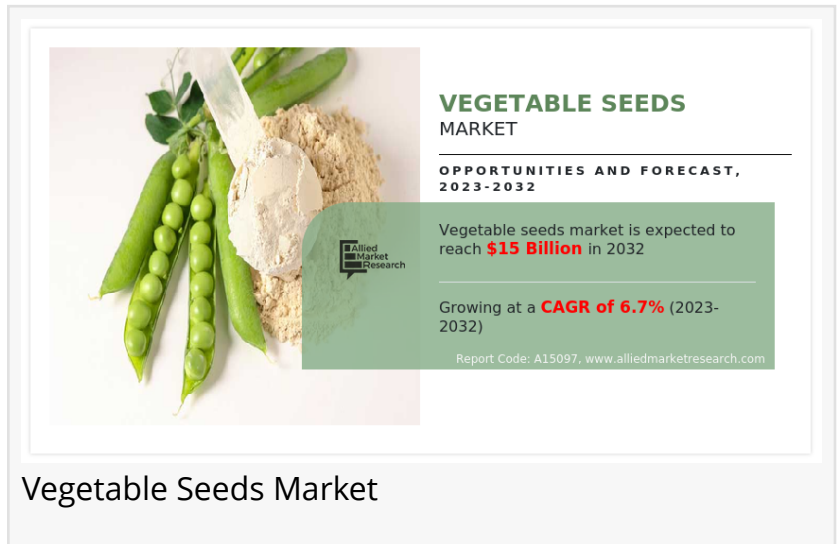 VEGETABLE SEEDS
MARKET
OPPORTUNITIES AND FORECAST,
2023-2032
Allied
Market
Research
Vegetable seeds market is expected to
reach $15 Billion in 2032
Growing at a CAGR of 6.7% (2023-
2032)
Report Code: A15097, www.alliedmarketresearch.com
Vegetable Seeds Market